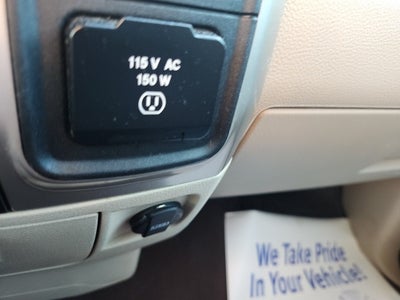 115 V AC
150 W
We Take Pride
In Your Vehicle!